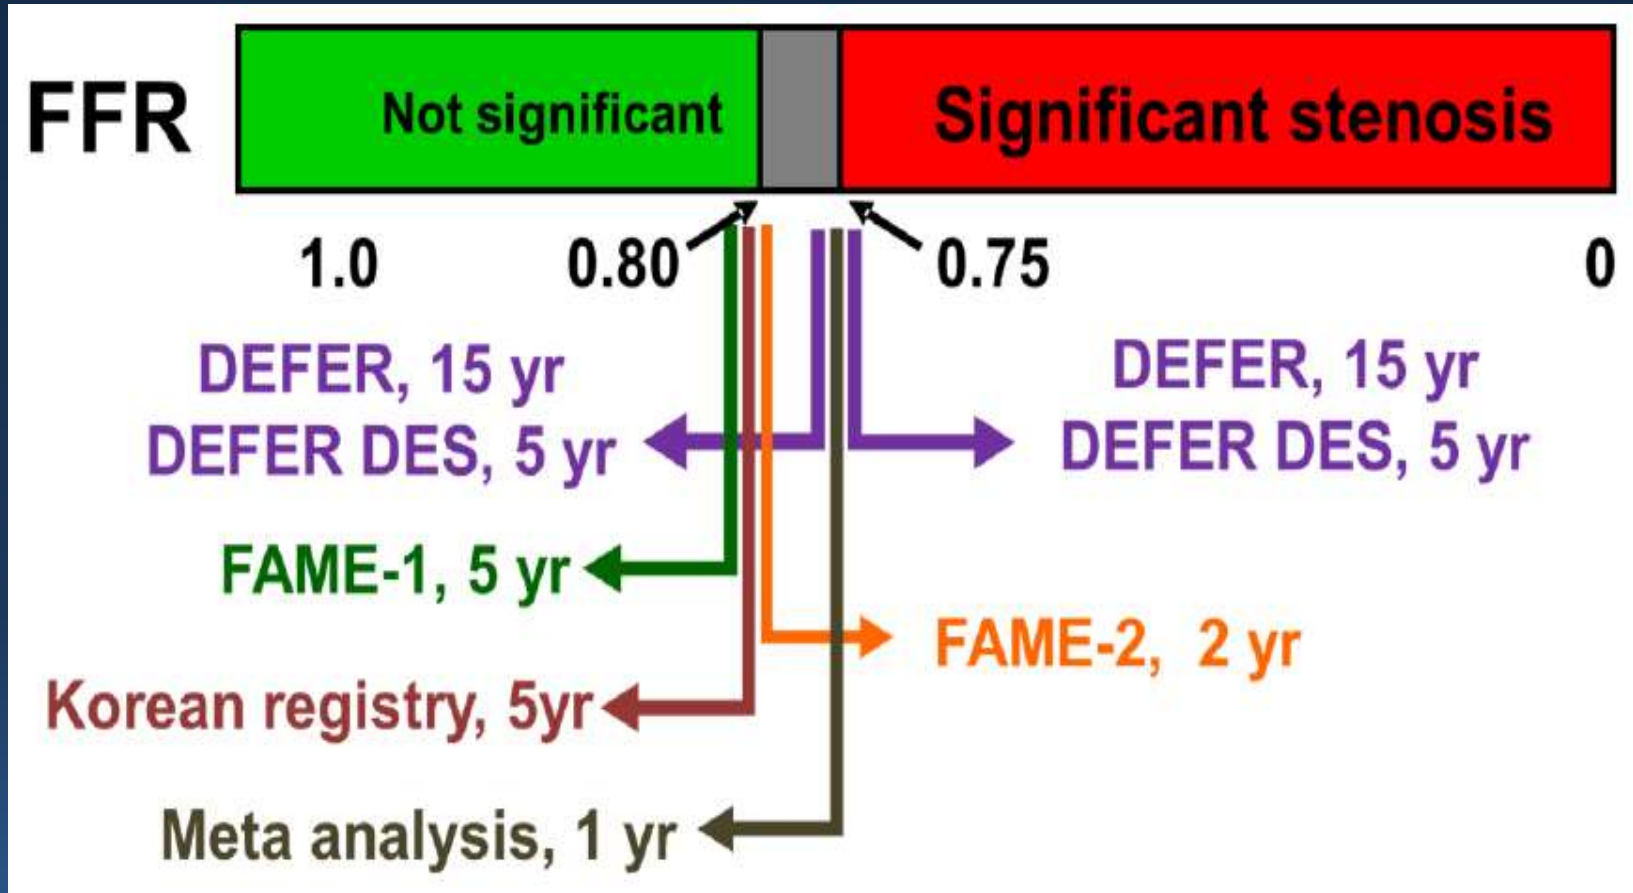 FFR
Not significant
Significant stenosis
1.0
0.80
0.75
0
DEFER, 15 yr
DEFER DES, 5 yr
DEFER, 15 yr
DEFER DES, 5 yr
FAME-1, 5 yr
FAME-2, 2 yr
Korean registry, 5yr
Meta analysis, 1 yr